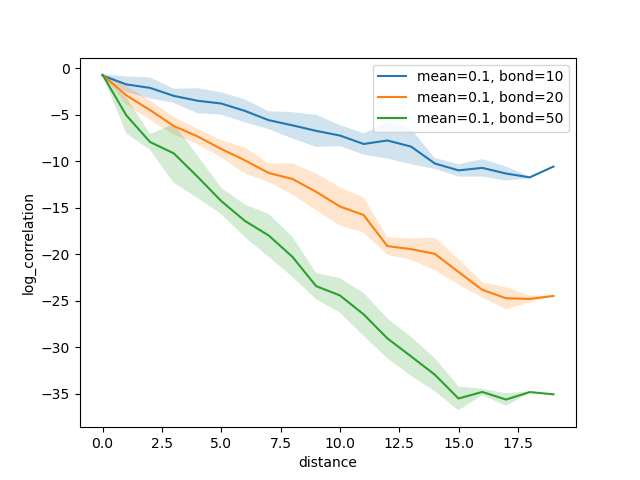 mean=0.1, bond=10
mean=0.1, bond=20
mean=0.1, bond=50
0
−5
−10
−15
−20
−25
−30
−35
log_correlation
0.0 2.5 5.0 7.5 10.0 12.5 15.0 17.5
distance